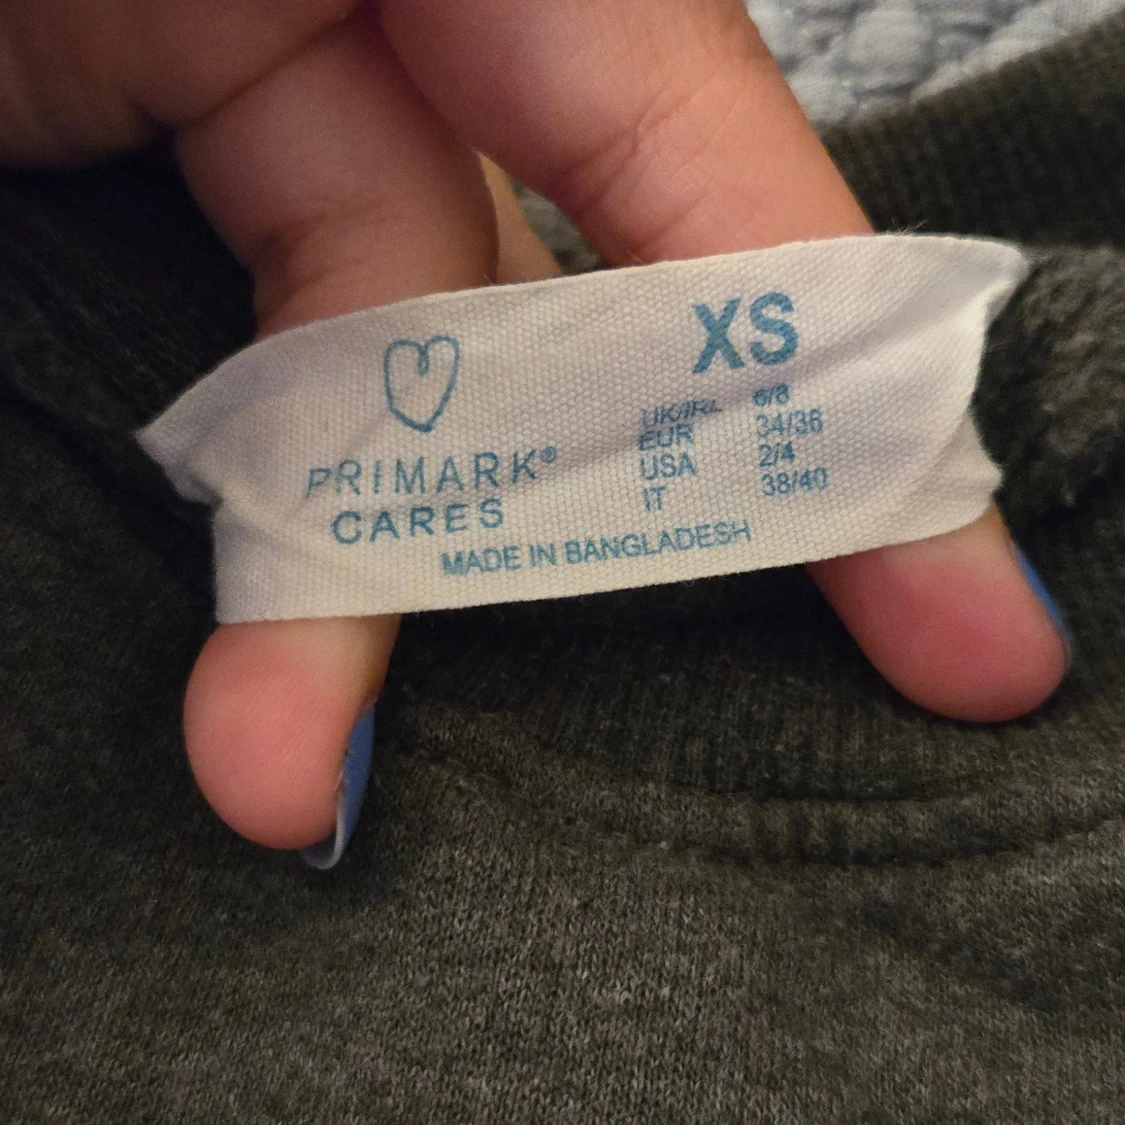 PRIMARK®
CARES
XS
UK/IRL 6/8
EUR 34/36
USA 2/4
IT 38/40
MADE IN BANGLADESH